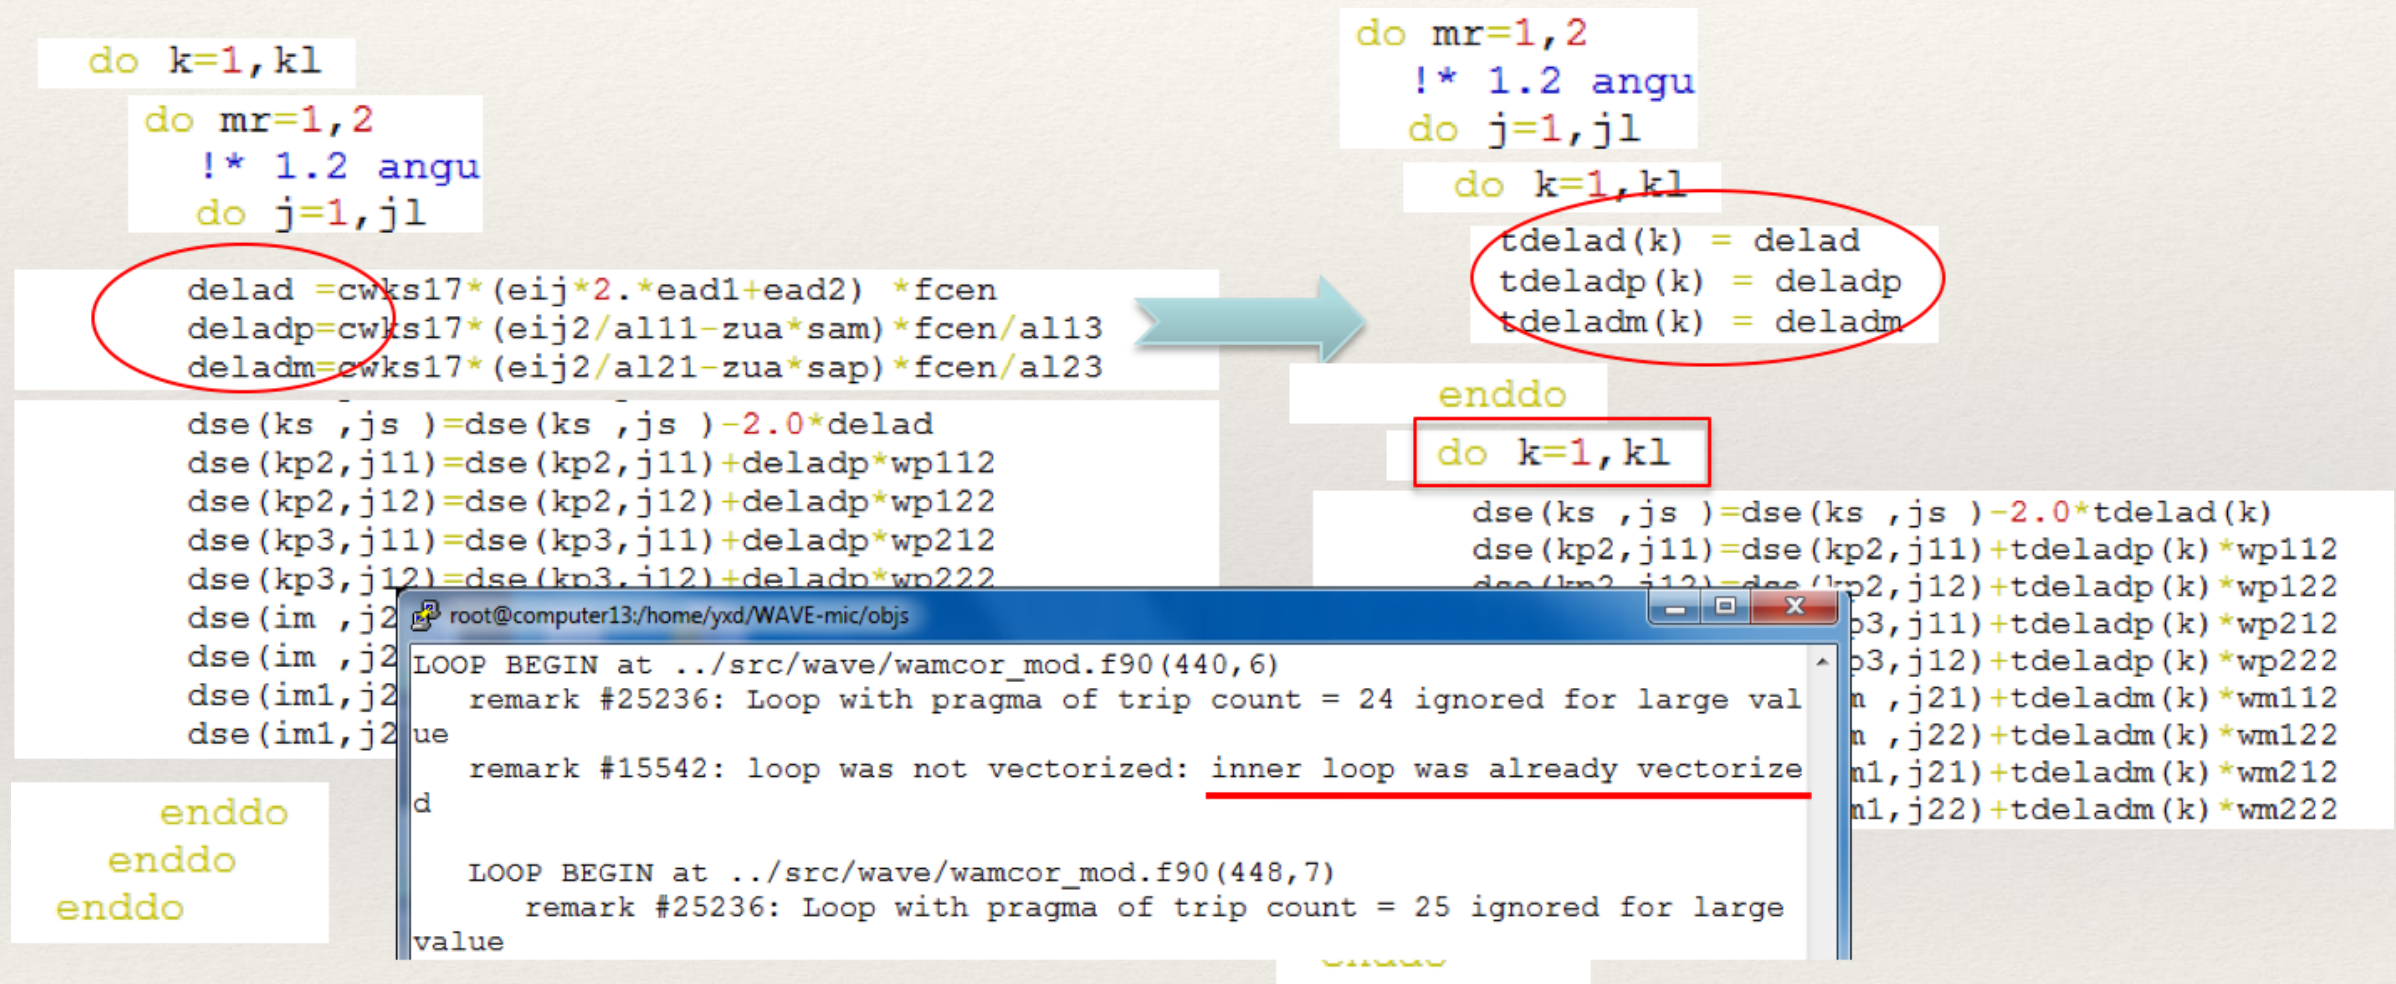 do k=1,kl
do mr=1,2
!* 1.2 angu
do j=1,jl
delad =cwks17*(eij*2.*ead1+ead2) *fcen
deladp=cwks17*(eij2/al11-zua*sam)*fcen/al13
deladm=cwks17*(eij2/al21-zua*sap)*fcen/al23
dse(ks ,js )=dse(ks ,js )-2.0*delad
dse(kp2,j11)=dse(kp2,j11)+deladp*wp112
dse(kp2,j12)=dse(kp2,j12)+deladp*wp122
dse(kp3,j11)=dse(kp3,j11)+deladp*wp212
dse(kp3,j12)=dse(kp3,j12)+deladp*wp222
dse(im ,j2
dse(im ,j2
dse(im1,j2
dse(im1,j2
enddo
enddo
enddo
do mr=1,2
!* 1.2 angu
do j=1,jl
do k=1,kl
tdelad(k) = delad
tdeladp(k) = deladp
tdeladm(k) = deladm
enddo
do k=1,kl
dse(ks ,js )=dse(ks ,js )-2.0*tdelad(k)
dse(kp2,j11)=dse(kp2,j11)+tdeladp(k)*wp112
dse(kp2,j12)=dse(kp2,j12)+tdeladp(k)*wp122
p3,j11)+tdeladp(k)*wp212
p3,j12)+tdeladp(k)*wp222
m ,j21)+tdeladm(k)*wm112
m ,j22)+tdeladm(k)*wm122
m1,j21)+tdeladm(k)*wm212
m1,j22)+tdeladm(k)*wm222
root@computer13:/home/yxd/WAVE-mic/objs
LOOP BEGIN at ../src/wave/wamcor_mod.f90(440,6)
remark #25236: Loop with pragma of trip count = 24 ignored for large val
ue
remark #15542: loop was not vectorized: inner loop was already vectorize
d
LOOP BEGIN at ../src/wave/wamcor_mod.f90(448,7)
remark #25236: Loop with pragma of trip count = 25 ignored for large
value